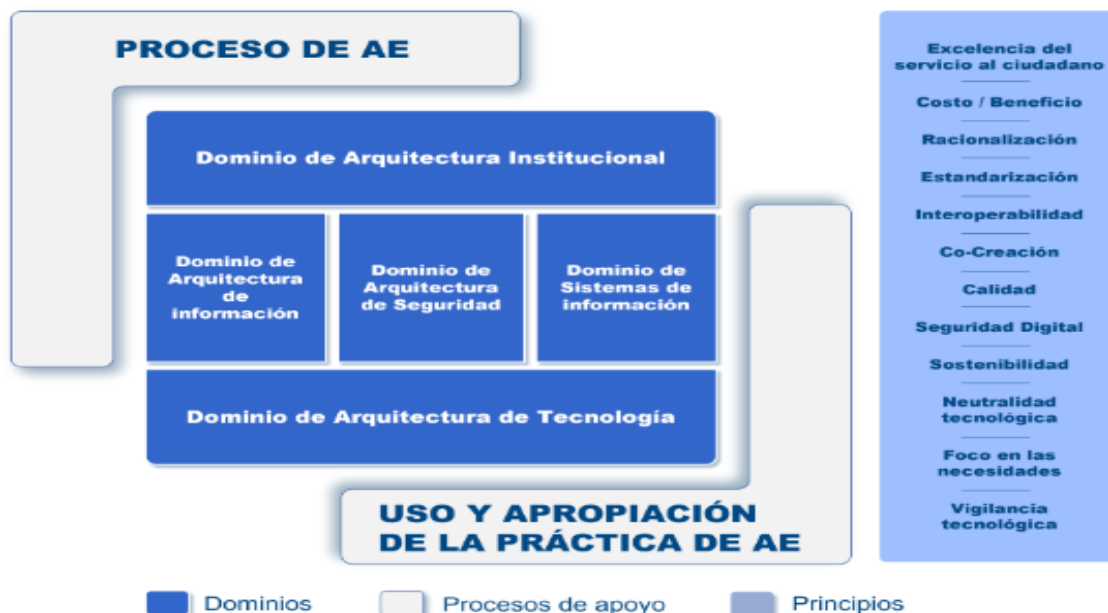 PROCESO DE AE
Dominio de Arquitectura Institucional
Dominio de
Arquitectura
de
información
Dominio de
Arquitectura
de Seguridad
Dominio de
Sistemas de
información
Dominio de Arquitectura de Tecnología
USO Y APROPIACIÓN
DE LA PRÁCTICA DE AE
Excelencia del
servicio al ciudadano
Costo / Beneficio
Racionalización
Estandarización
Interoperabilidad
Co-Creación
Calidad
Seguridad Digital
Sostenibilidad
Neutralidad
tecnológica
Foco en las
necesidades
Vigilancia
tecnológica
Dominios
Procesos de apoyo
Principios